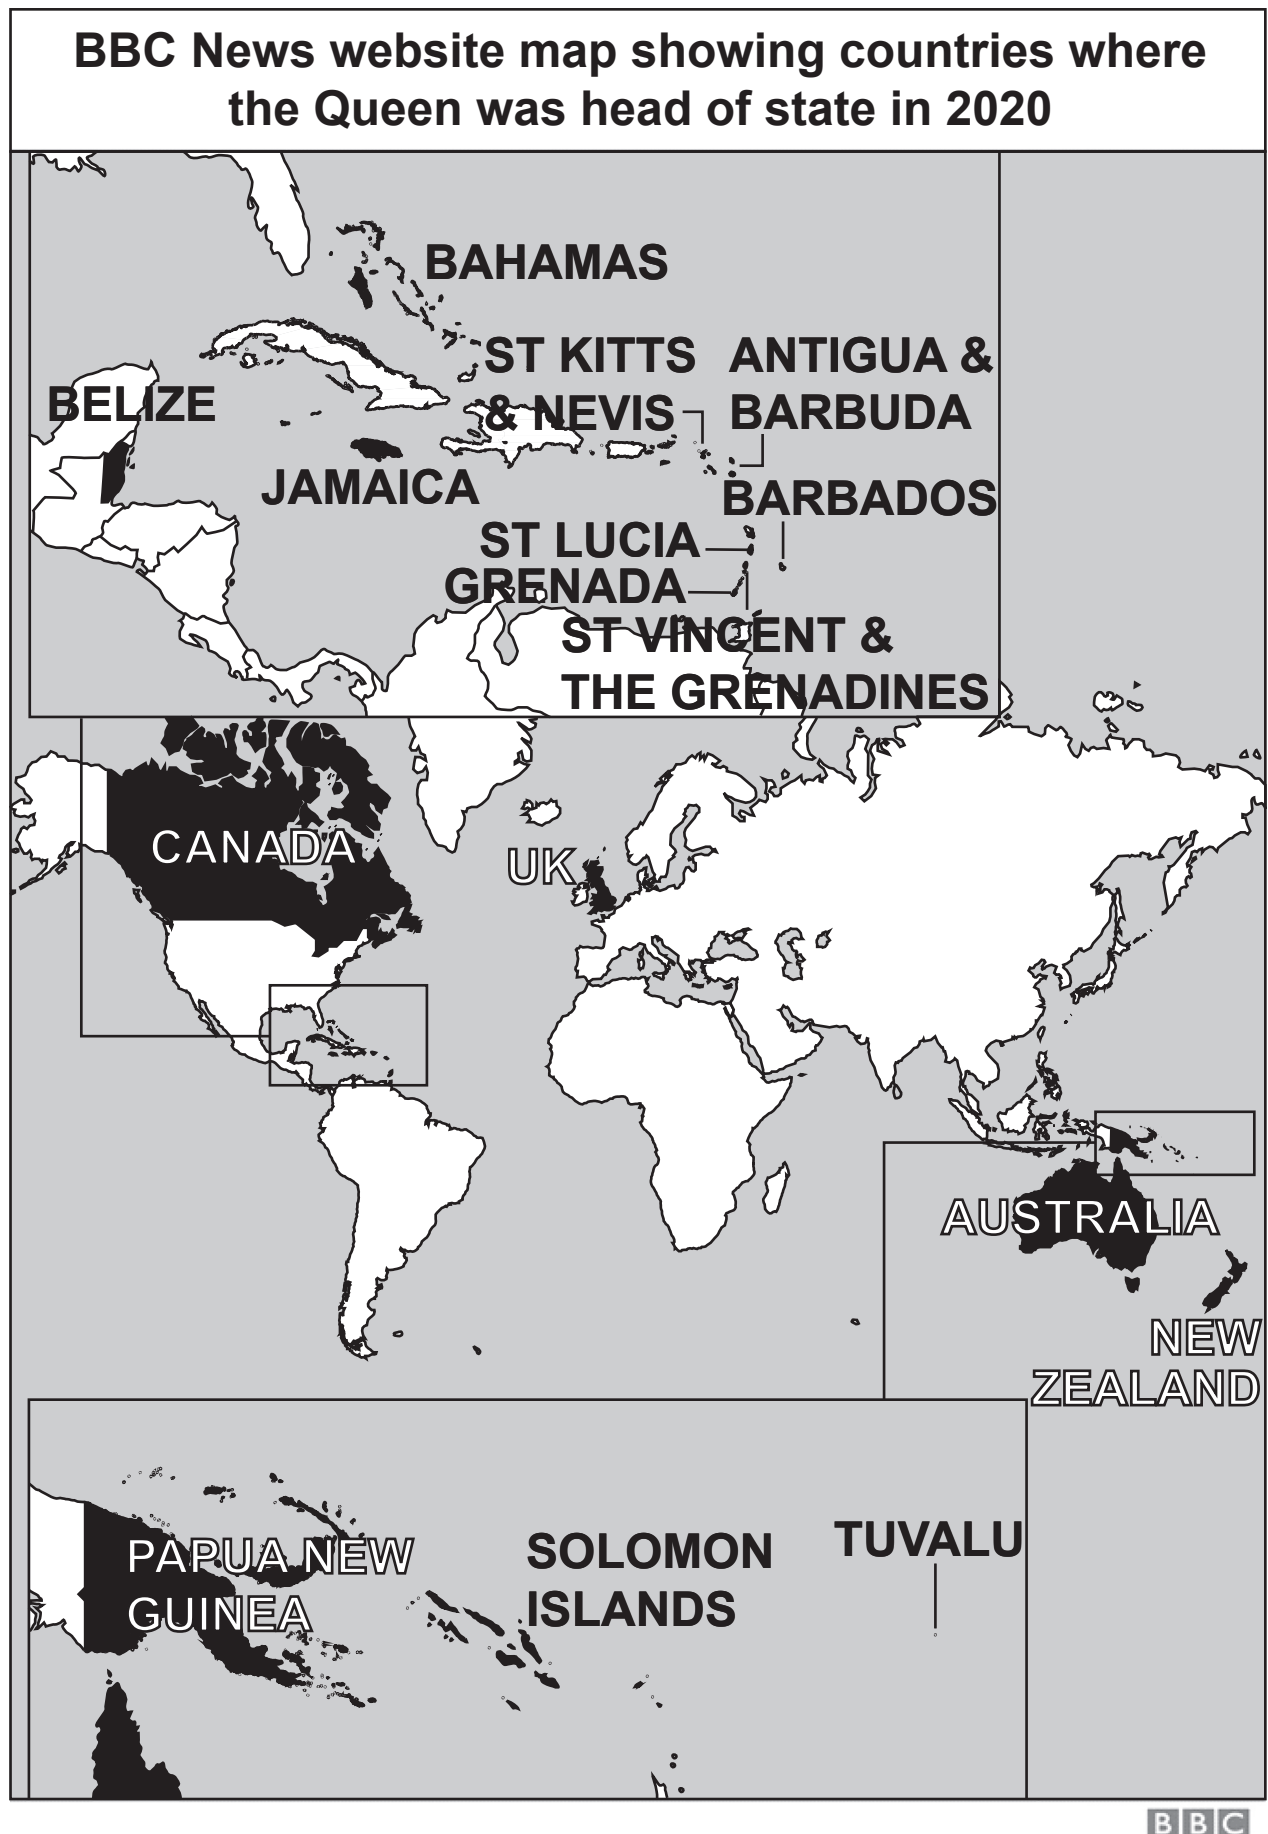 BBC News website map showing countries where
the Queen was head of state in 2020
BAHAMAS
ST KITTS
& NEVIS
ANTIGUA &
BARBUDA
BELIZE
JAMAICA
BARBADOS
ST LUCIA
GRENADA
ST VINCENT &
THE GRENADINES
CANADA
UK
AUSTRALIA
NEW
ZEALAND
PAPUA NEW
GUINEA
SOLOMON
ISLANDS
TUVALU
BBC